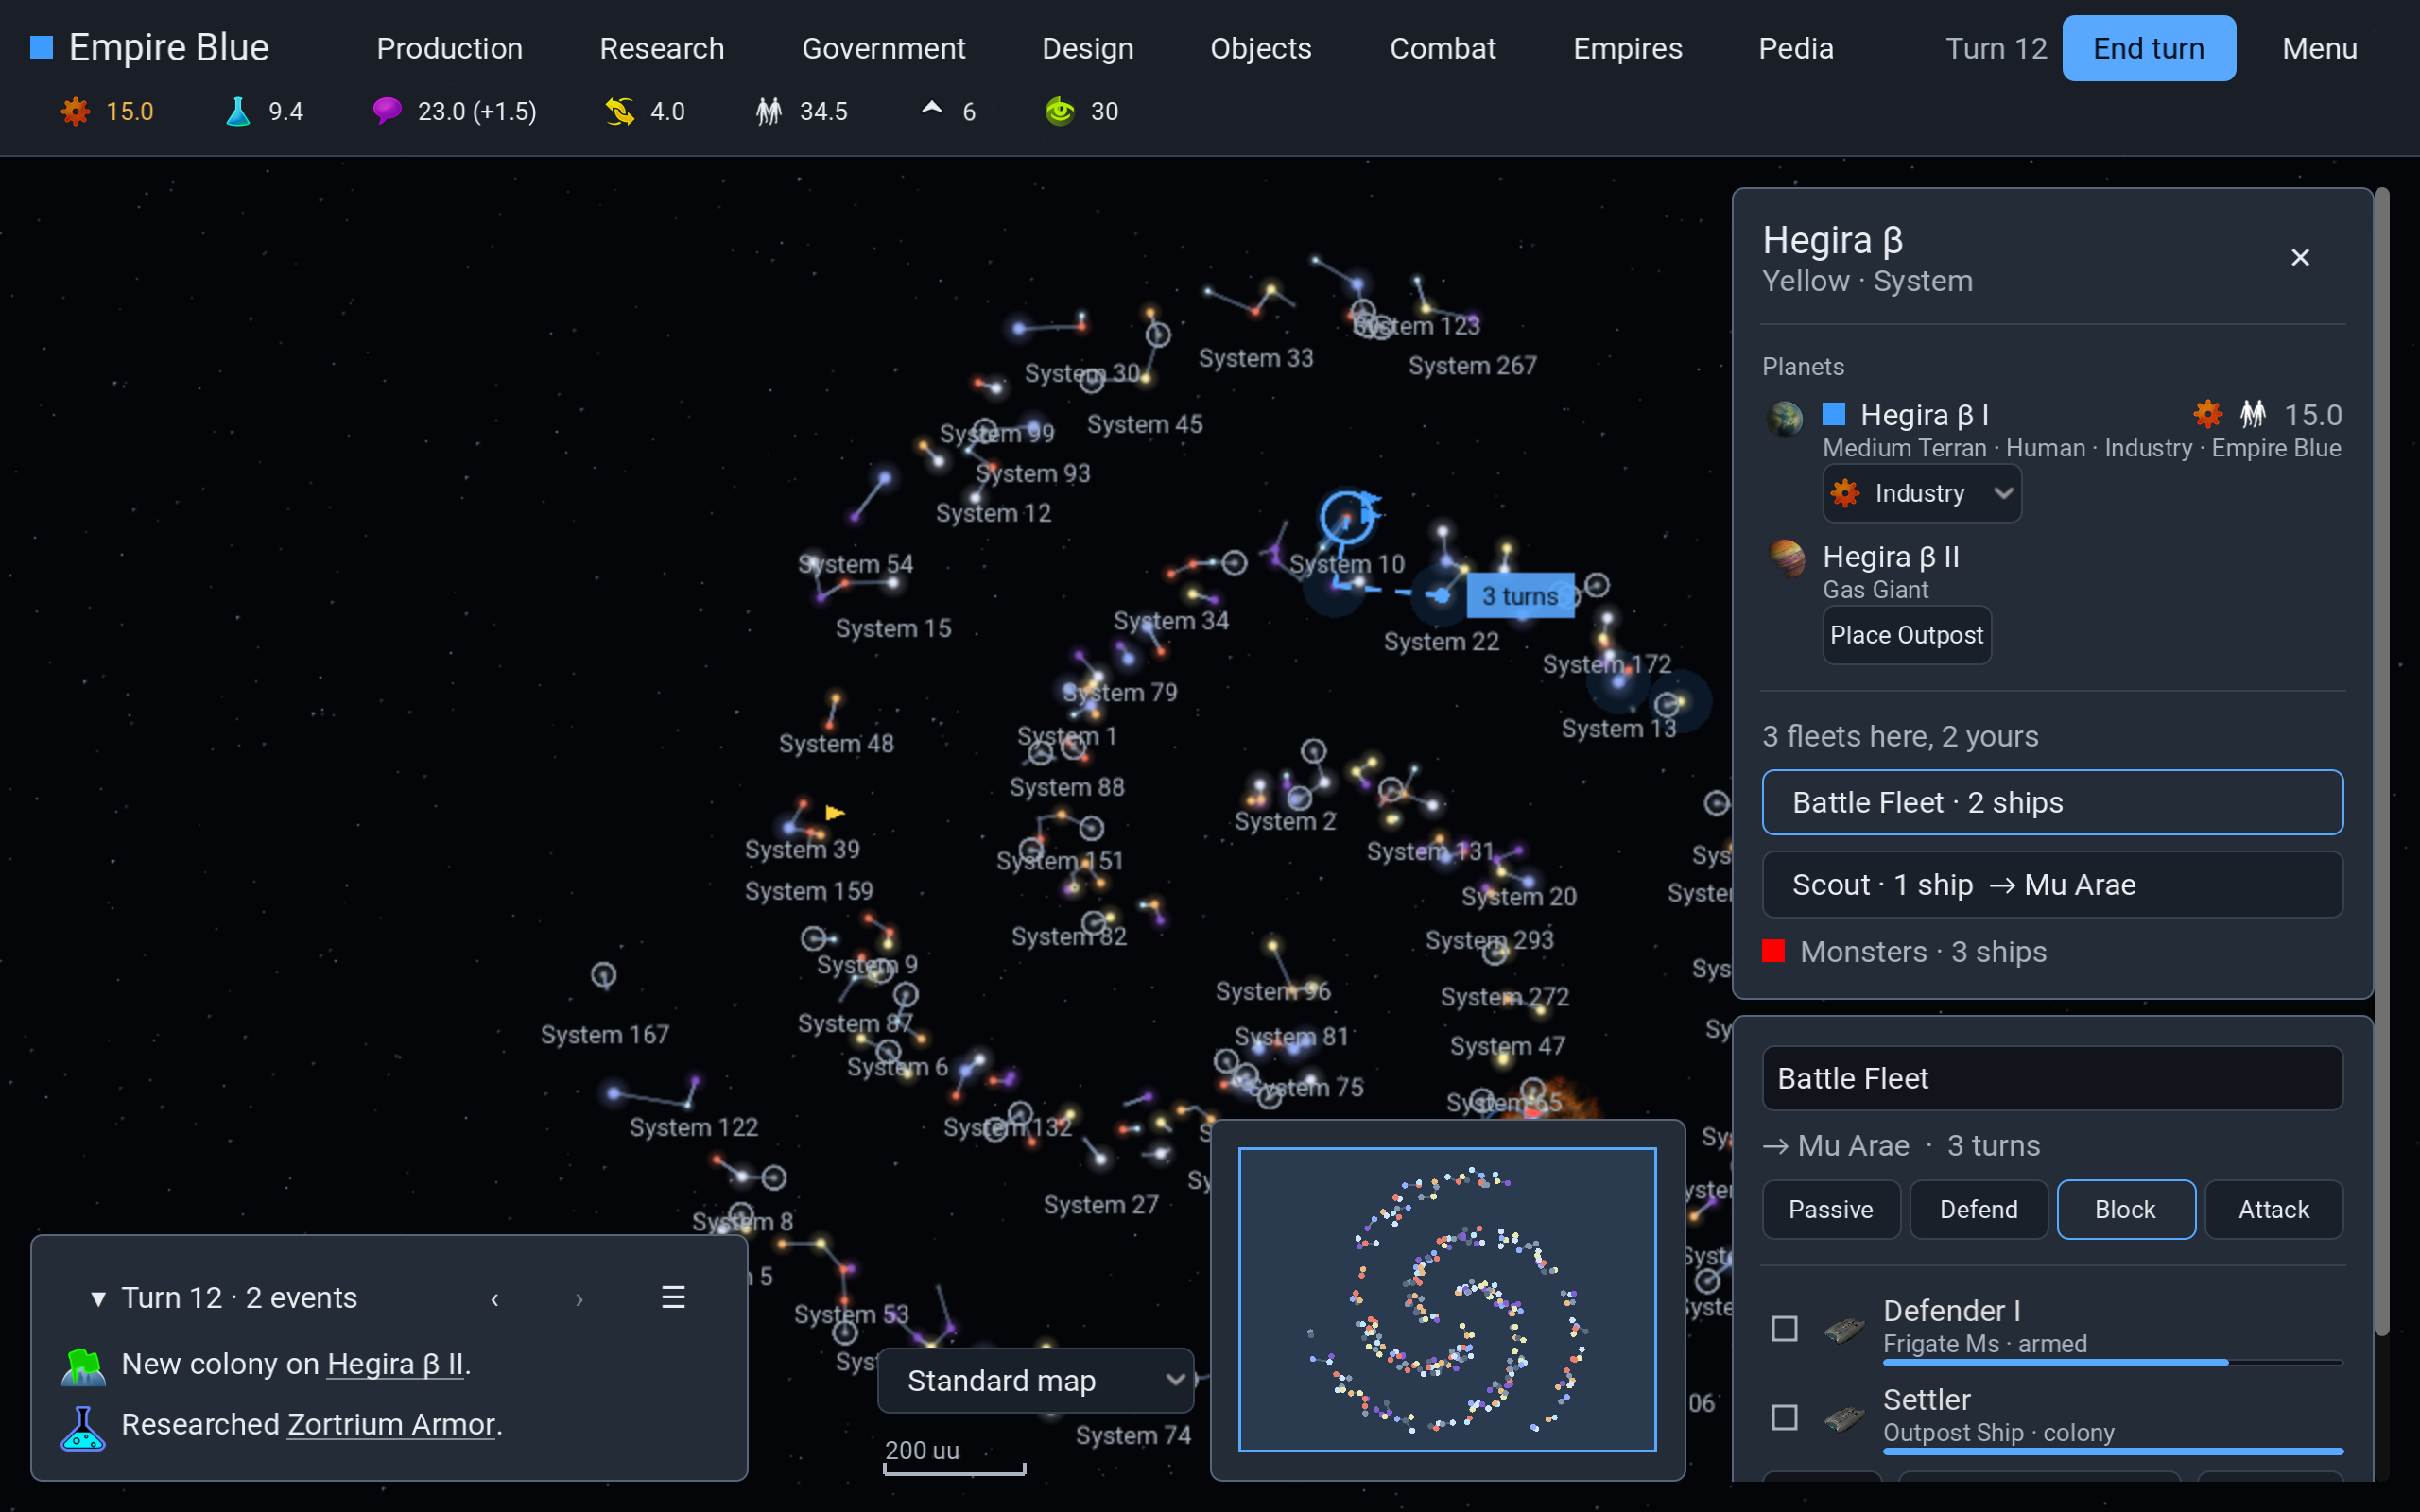 Empire Blue Production Research Government Design Objects Combat Empires Pedia Turn 12 End turn Menu
15.0 9.4 23.0 (+1.5) 4.0 34.5 6 30
System 123
System 33
System 267
System 30
System 45
System 99
System 93
System 12
System 54
System 10
3 turns
System 34
System 15
System 22
System 172
System 79
System 13
System 1
System 48
System 88
System 2
System 39
System 151
System 131
System 159
System 20
System 82
System 293
System 9
System 96
System 272
System 87
System 167
System 81
System 47
System 6
System 75
System 65
System 122
System 132
System 27
System 8
System 53
System 74
Hegira β
×
Yellow · System
Planets
Hegira β I 15.0
Medium Terran · Human · Industry · Empire Blue
Industry
Hegira β II
Gas Giant
Place Outpost
3 fleets here, 2 yours
Battle Fleet · 2 ships
Scout · 1 ship → Mu Arae
Monsters · 3 ships
Battle Fleet
→ Mu Arae · 3 turns
Passive Defend Block Attack
Defender I
Frigate Ms · armed
Settler
Outpost Ship · colony
▼ Turn 12 · 2 events ‹ › ☰
New colony on Hegira β II.
Researched Zortrium Armor.
Standard map
200 uu